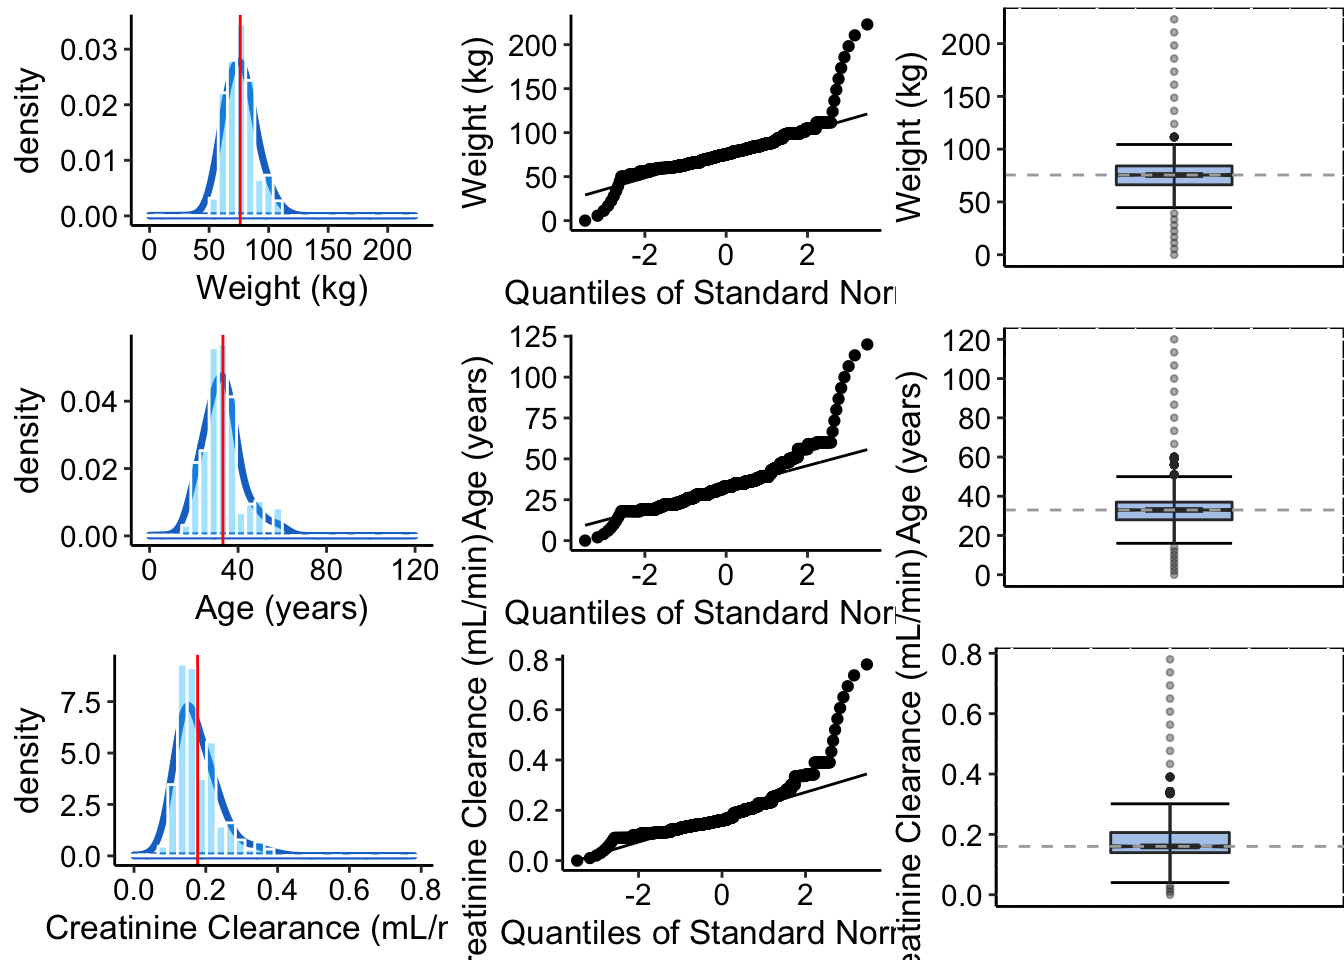 density
0.03
0.02
0.01
0.00
0 50 100 150 200
Weight (kg)
Weight (kg)
200
150
100
50
0
-2 0 2
Quantiles of Standard Nor
Weight (kg)
200
150
100
50
0
density
0.04
0.02
0.00
0 40 80 120
Age (years)
Age (years)
125
100
75
50
25
0
-2 0 2
Quantiles of Standard Nor
Age (years)
120
100
80
60
40
20
0
density
7.5
5.0
2.5
0.0
0.0 0.2 0.4 0.6 0.8
Creatinine Clearance (mL/
reatinine Clearance (mL/min)
0.8
0.6
0.4
0.2
0.0
-2 0 2
Quantiles of Standard Nor
eatinine Clearance (mL/min)
0.8
0.6
0.4
0.2
0.0